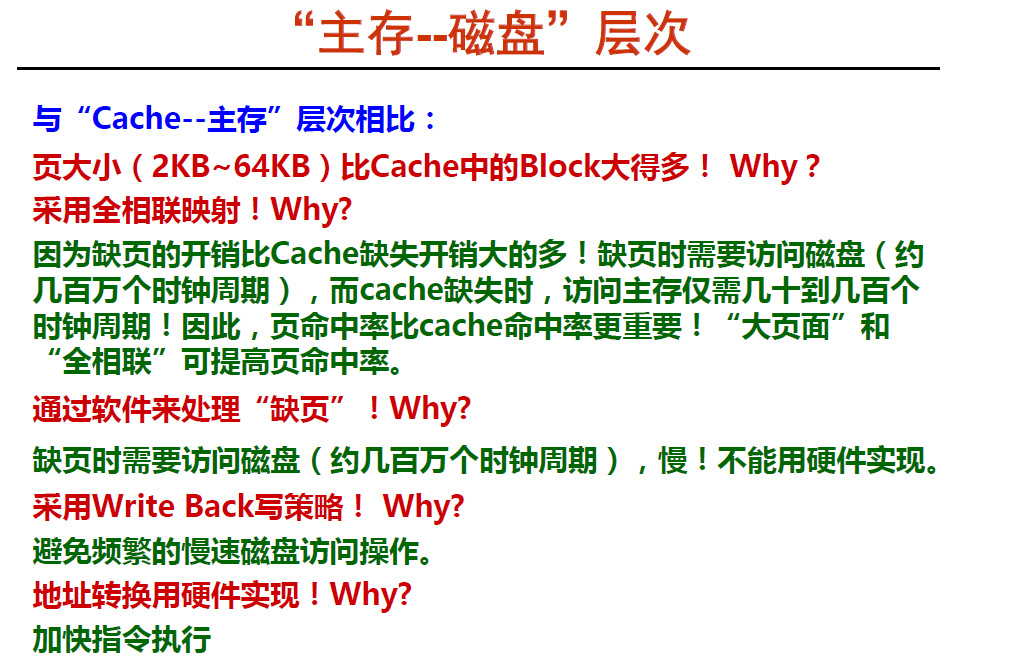 “主存--磁盘”层次
与“Cache--主存”层次相比：
页大小（2KB~64KB）比Cache中的Block大得多！ Why？
采用全相联映射！Why?
因为缺页的开销比Cache缺失开销大的多！缺页时需要访问磁盘（约
几百万个时钟周期），而cache缺失时，访问主存仅需几十到几百个
时钟周期！因此，页命中率比cache命中率更重要！“大页面”和
“全相联”可提高页命中率。
通过软件来处理“缺页”！Why?
缺页时需要访问磁盘（约几百万个时钟周期），慢！不能用硬件实现。
采用Write Back写策略！ Why?
避免频繁的慢速磁盘访问操作。
地址转换用硬件实现！Why?
加快指令执行